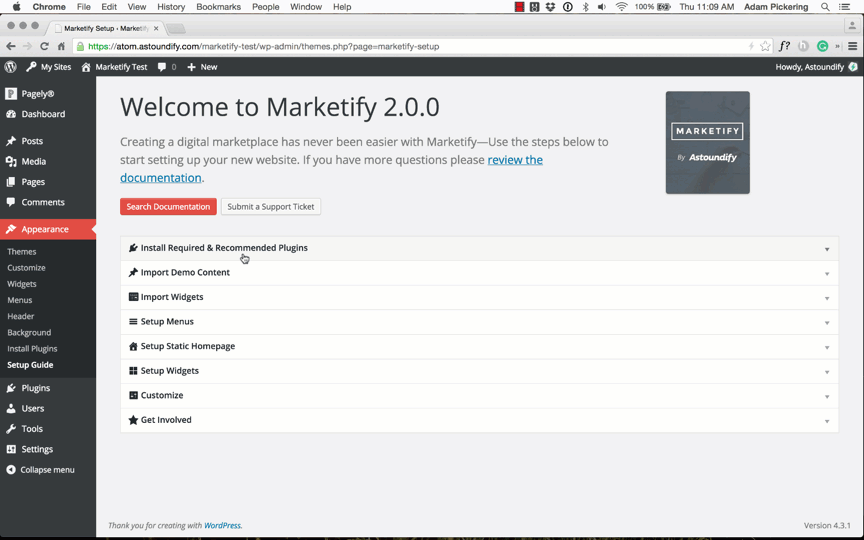 Chrome File Edit View History Bookmarks People Window Help 100% Thu 11:09 AM Adam Pickering
Marketify Setup ‹ Marketify
https://atom.astoundify.com/marketify-test/wp-admin/themes.php?page=marketify-setup
My Sites Marketify Test 0 + New Howdy, Astoundify
Pagely®
Dashboard
Posts
Media
Pages
Comments
Appearance
Themes
Customize
Widgets
Menus
Header
Background
Install Plugins
Setup Guide
Plugins
Users
Tools
Settings
Collapse menu
Welcome to Marketify 2.0.0
Creating a digital marketplace has never been easier with Marketify—Use the steps below to
start setting up your new website. If you have more questions please review the
documentation.
Search Documentation Submit a Support Ticket
MARKETIFY
By Astoundify
Install Required & Recommended Plugins
Import Demo Content
Import Widgets
Setup Menus
Setup Static Homepage
Setup Widgets
Customize
Get Involved
Thank you for creating with WordPress. Version 4.3.1